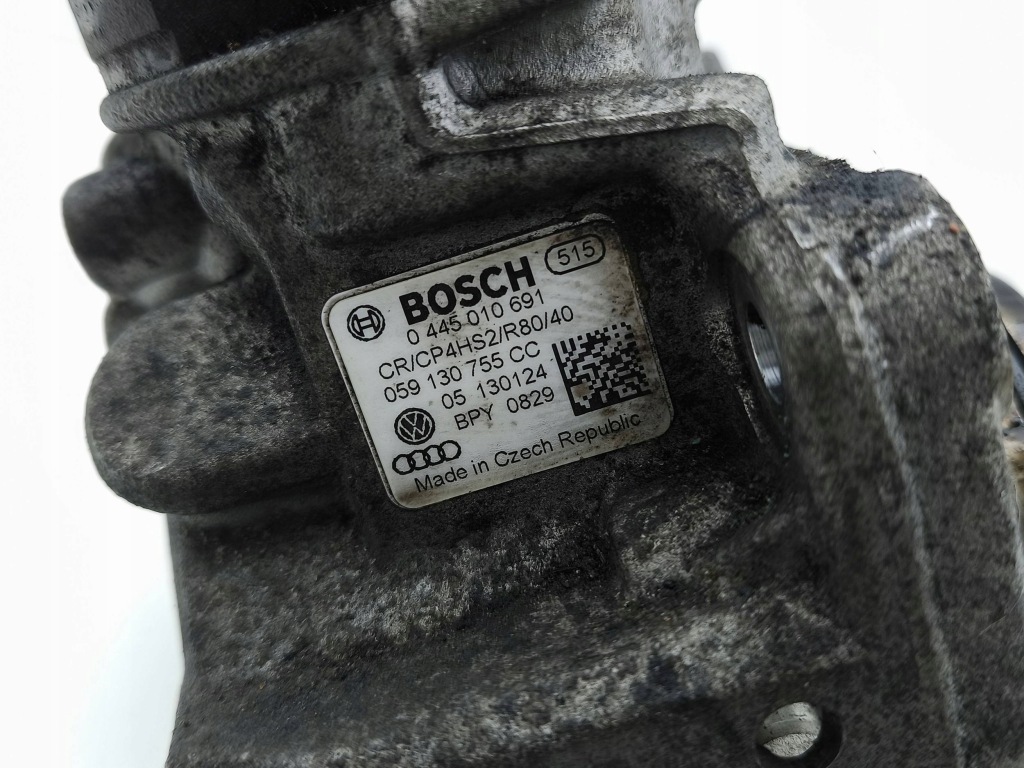 BOSCH 515
0 445 010 691
CR/CP4HS2/R80/40
059 130 755 CC
05 130124
BPY 0829
Made in Czech Republic